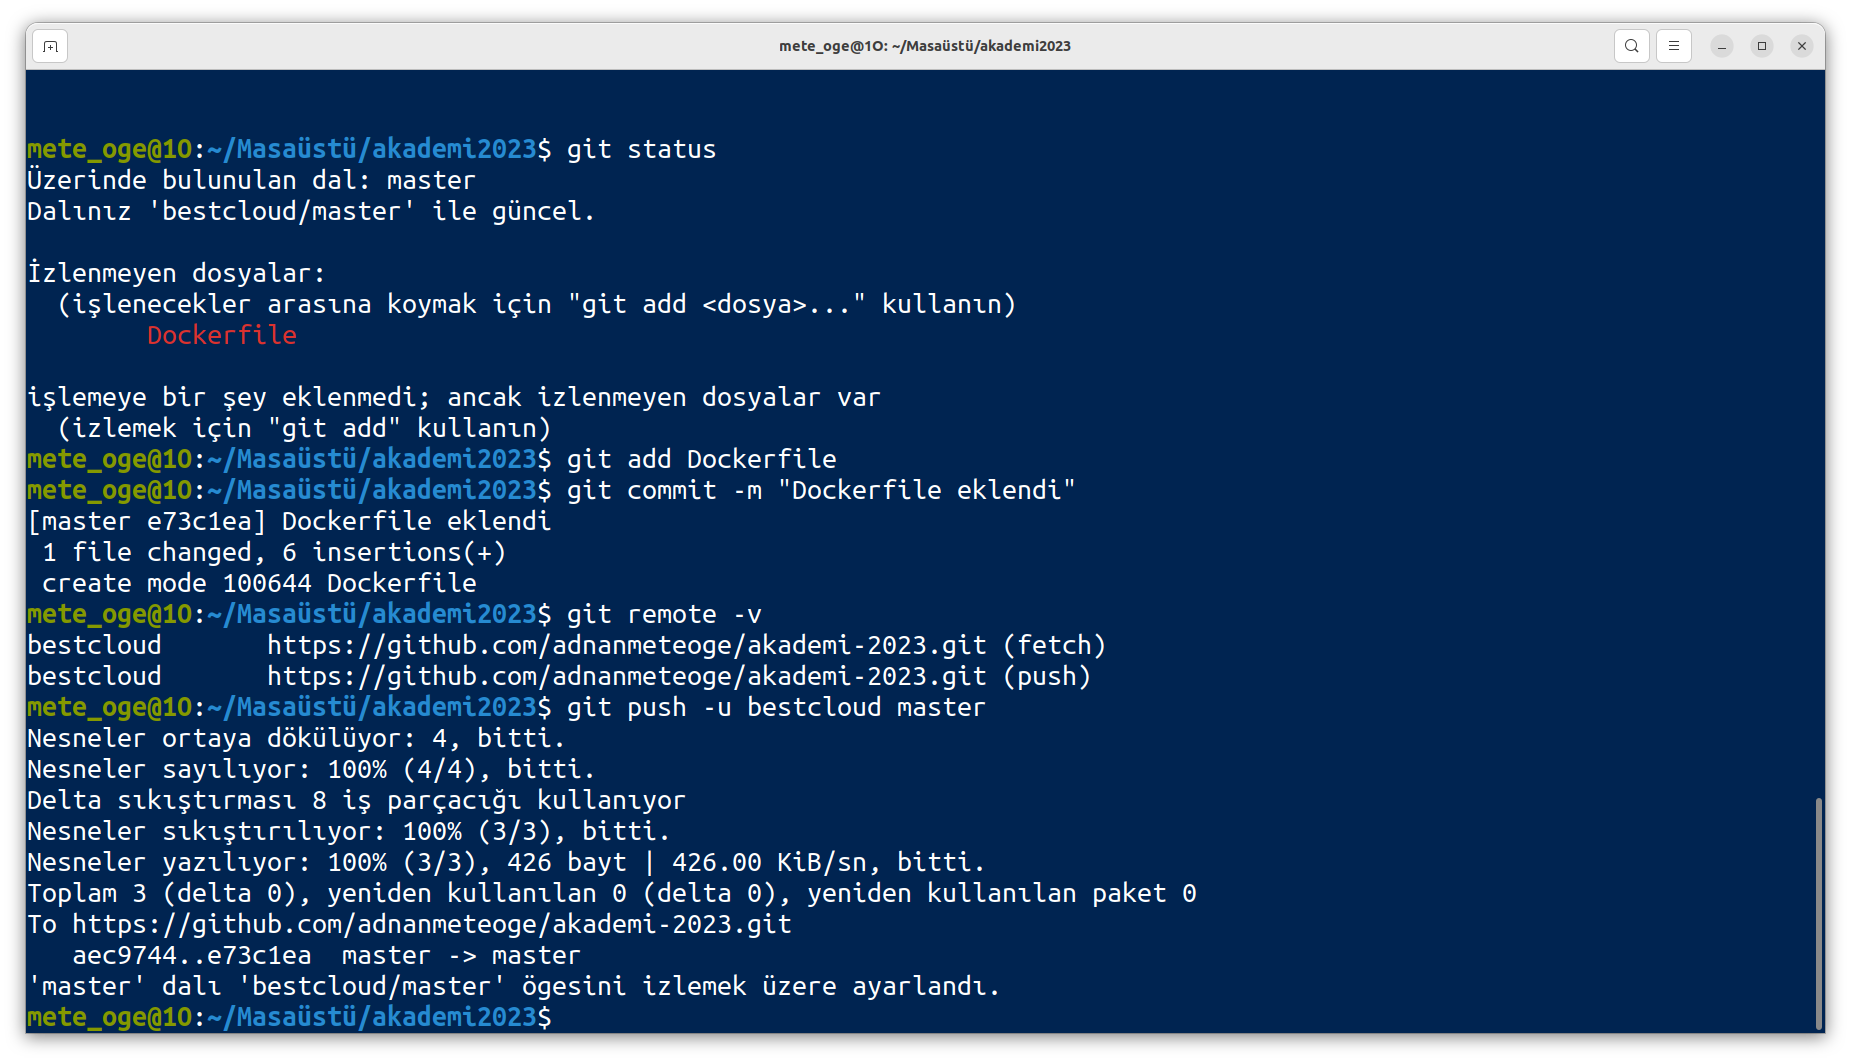 mete_oge@10: ~/Masaüstü/akademi2023
mete_oge@10:~/Masaüstü/akademi2023$ git status
Üzerinde bulunulan dal: master
Dalınız 'bestcloud/master' ile güncel.
İzlenmeyen dosyalar:
  (işlenecekler arasına koymak için "git add <dosya>..." kullanın)
        Dockerfile
işlemeye bir şey eklenmedi; ancak izlenmeyen dosyalar var
  (izlemek için "git add" kullanın)
mete_oge@10:~/Masaüstü/akademi2023$ git add Dockerfile
mete_oge@10:~/Masaüstü/akademi2023$ git commit -m "Dockerfile eklendi"
[master e73c1ea] Dockerfile eklendi
 1 file changed, 6 insertions(+)
 create mode 100644 Dockerfile
mete_oge@10:~/Masaüstü/akademi2023$ git remote -v
bestcloud       https://github.com/adnanmeteoge/akademi-2023.git (fetch)
bestcloud       https://github.com/adnanmeteoge/akademi-2023.git (push)
mete_oge@10:~/Masaüstü/akademi2023$ git push -u bestcloud master
Nesneler ortaya dökülüyor: 4, bitti.
Nesneler sayılıyor: 100% (4/4), bitti.
Delta sıkıştırması 8 iş parçacığı kullanıyor
Nesneler sıkıştırılıyor: 100% (3/3), bitti.
Nesneler yazılıyor: 100% (3/3), 426 bayt | 426.00 KiB/sn, bitti.
Toplam 3 (delta 0), yeniden kullanılan 0 (delta 0), yeniden kullanılan paket 0
To https://github.com/adnanmeteoge/akademi-2023.git
   aec9744..e73c1ea  master -> master
'master' dalı 'bestcloud/master' ögesini izlemek üzere ayarlandı.
mete_oge@10:~/Masaüstü/akademi2023$